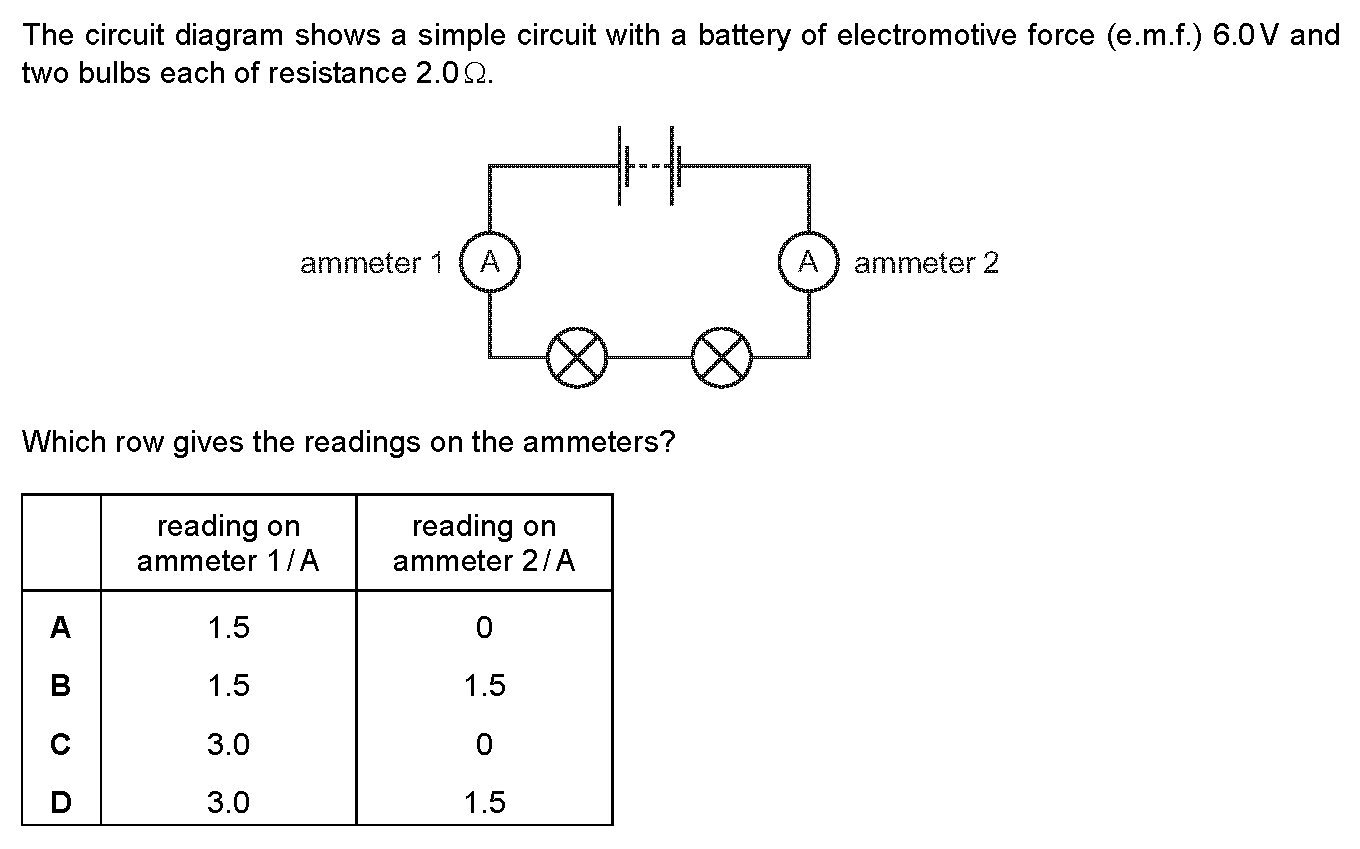 The circuit diagram shows a simple circuit with a battery of electromotive force (e.m.f.) 6.0 V and
two bulbs each of resistance 2.0 Ω.
ammeter 1 A A ammeter 2
Which row gives the readings on the ammeters?
reading on reading on
ammeter 1 / A ammeter 2 / A
A 1.5 0
B 1.5 1.5
C 3.0 0
D 3.0 1.5